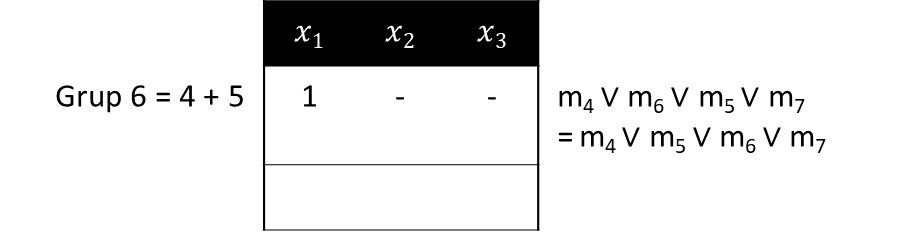 x₁ x₂ x₃
Grup 6 = 4 + 5 1 - - m₄ ∨ m₆ ∨ m₅ ∨ m₇
= m₄ ∨ m₅ ∨ m₆ ∨ m₇